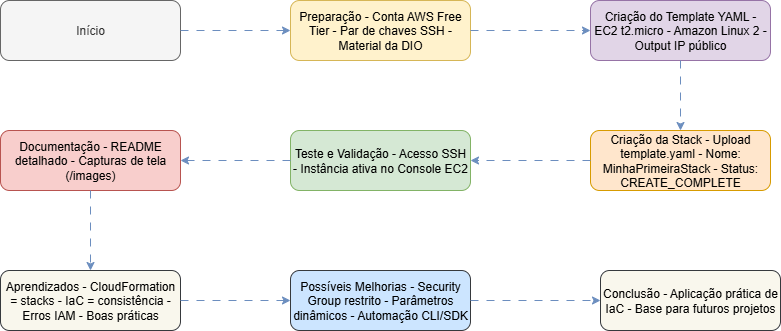 Início
Preparação - Conta AWS Free
Tier - Par de chaves SSH -
Material da DIO
Criação do Template YAML -
EC2 t2.micro - Amazon Linux 2 -
Output IP público
Criação da Stack - Upload
template.yaml - Nome:
MinhaPrimeiraStack - Status:
CREATE_COMPLETE
Teste e Validação - Acesso SSH
- Instância ativa no Console EC2
Documentação - README
detalhado - Capturas de tela
(/images)
Aprendizados - CloudFormation
= stacks - IaC = consistência -
Erros IAM - Boas práticas
Possíveis Melhorias - Security
Group restrito - Parâmetros
dinâmicos - Automação CLI/SDK
Conclusão - Aplicação prática de
IaC - Base para futuros projetos